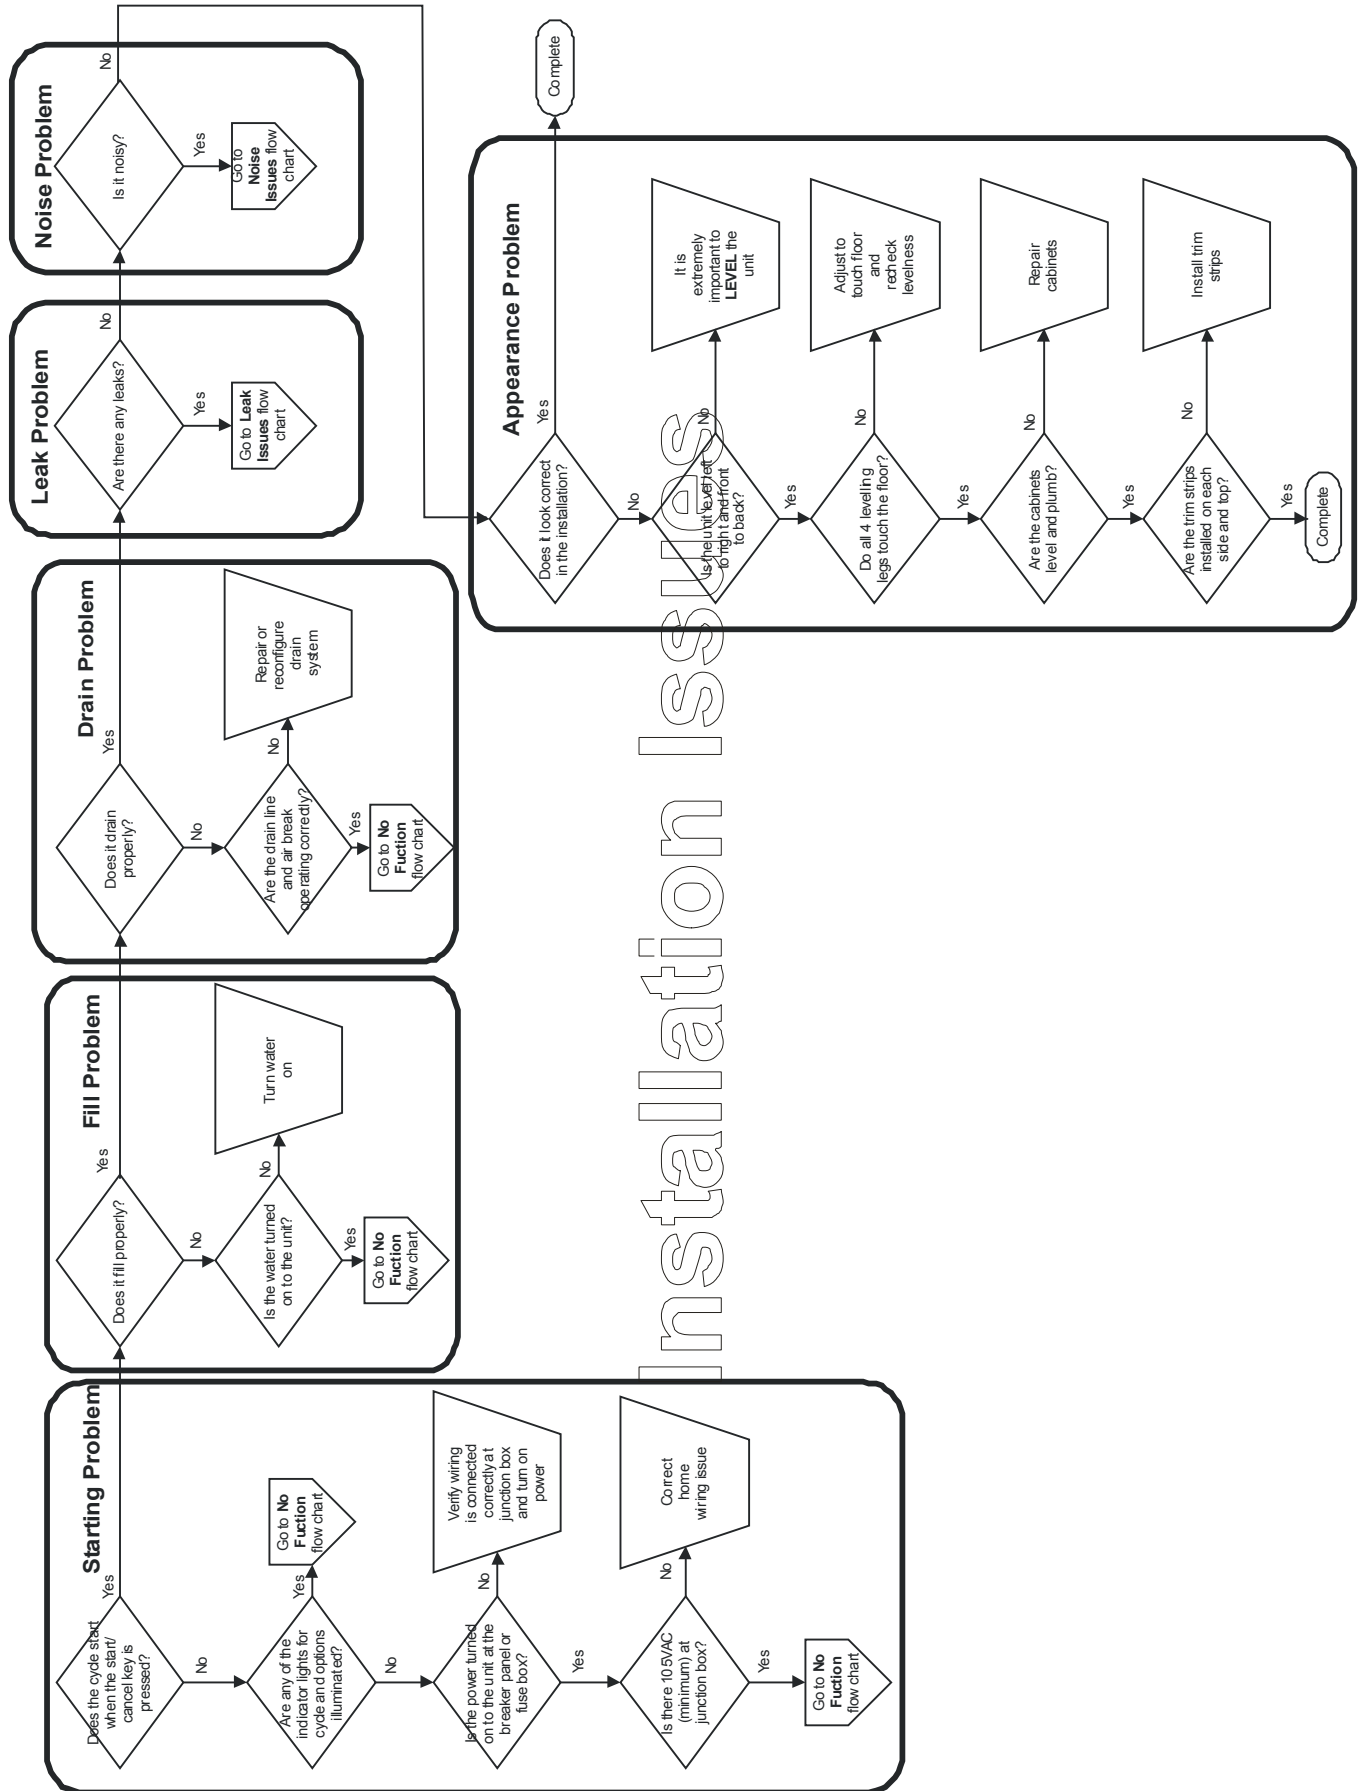 Installation Issues
Starting Problem
Does the cycle start
when the start/
cancel key is
pressed?
Yes
No
Are any of the
indicator lights for
cycle and options
illuminated?
Yes
Go to No
Fuction
flow chart
No
Is the power turned
on to the unit at the
breaker panel or
fuse box?
No
Verify wiring
is connected
correctly at
junction box
and turn on
power
Yes
Is there 105VAC
(minimum) at
junction box?
No
Correct
home
wiring issue
Yes
Go to No
Fuction
flow chart
Fill Problem
Does it fill properly?
Yes
No
Is the water turned
on to the unit?
No
Turn water
on
Yes
Go to No
Fuction
flow chart
Drain Problem
Does it drain
properly?
Yes
No
Are the drain line
and air break
operating correctly?
No
Repair or
reconfigure
drain
system
Yes
Go to No
Fuction
flow chart
Leak Problem
Are there any leaks?
No
Yes
Go to Leak
Issues flow
chart
Noise Problem
Is it noisy?
No
Yes
Go to
Noise
Issues flow
chart
Appearance Problem
Does it look correct
in the installation?
Yes
Complete
No
Is the unit level left
to right and front
to back?
No
It is
extremely
important to
LEVEL the
unit
Yes
Do all 4 levelling
legs touch the floor?
No
Adjust to
touch floor
and
recheck
levelness
Yes
Are the cabinets
level and plumb?
No
Repair
cabinets
Yes
Are the trim strips
installed on each
side and top?
No
Install trim
strips
Yes
Complete